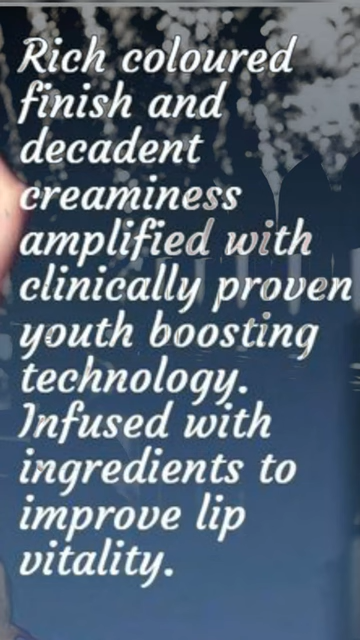 Rich coloured
finish and
decadent
creaminess
amplified with
clinically proven
youth boosting
technology.
Infused with
ingredients to
improve lip
vitality.